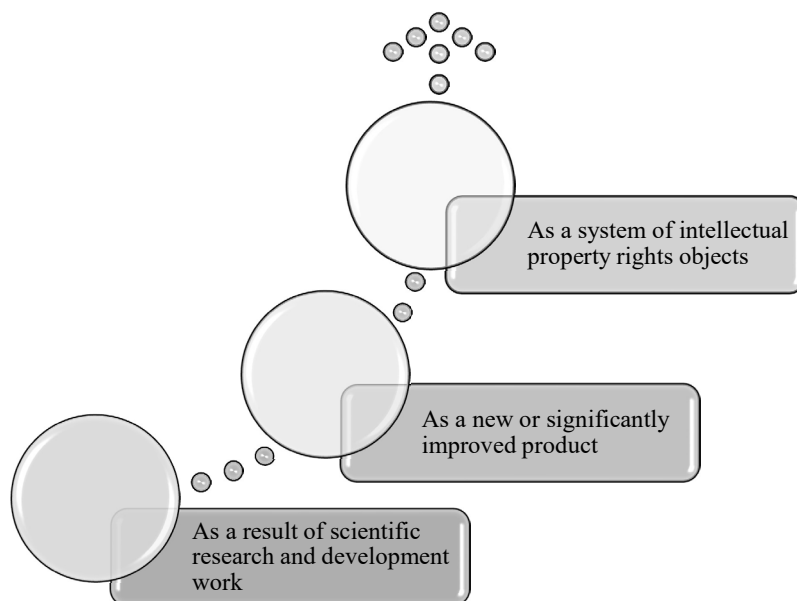 As a system of intellectual
property rights objects
As a new or significantly
improved product
As a result of scientific
research and development
work